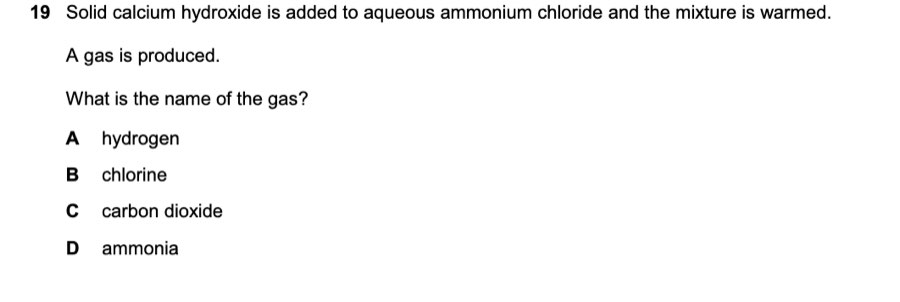 19 Solid calcium hydroxide is added to aqueous ammonium chloride and the mixture is warmed.
A gas is produced.
What is the name of the gas?
A hydrogen
B chlorine
C carbon dioxide
D ammonia